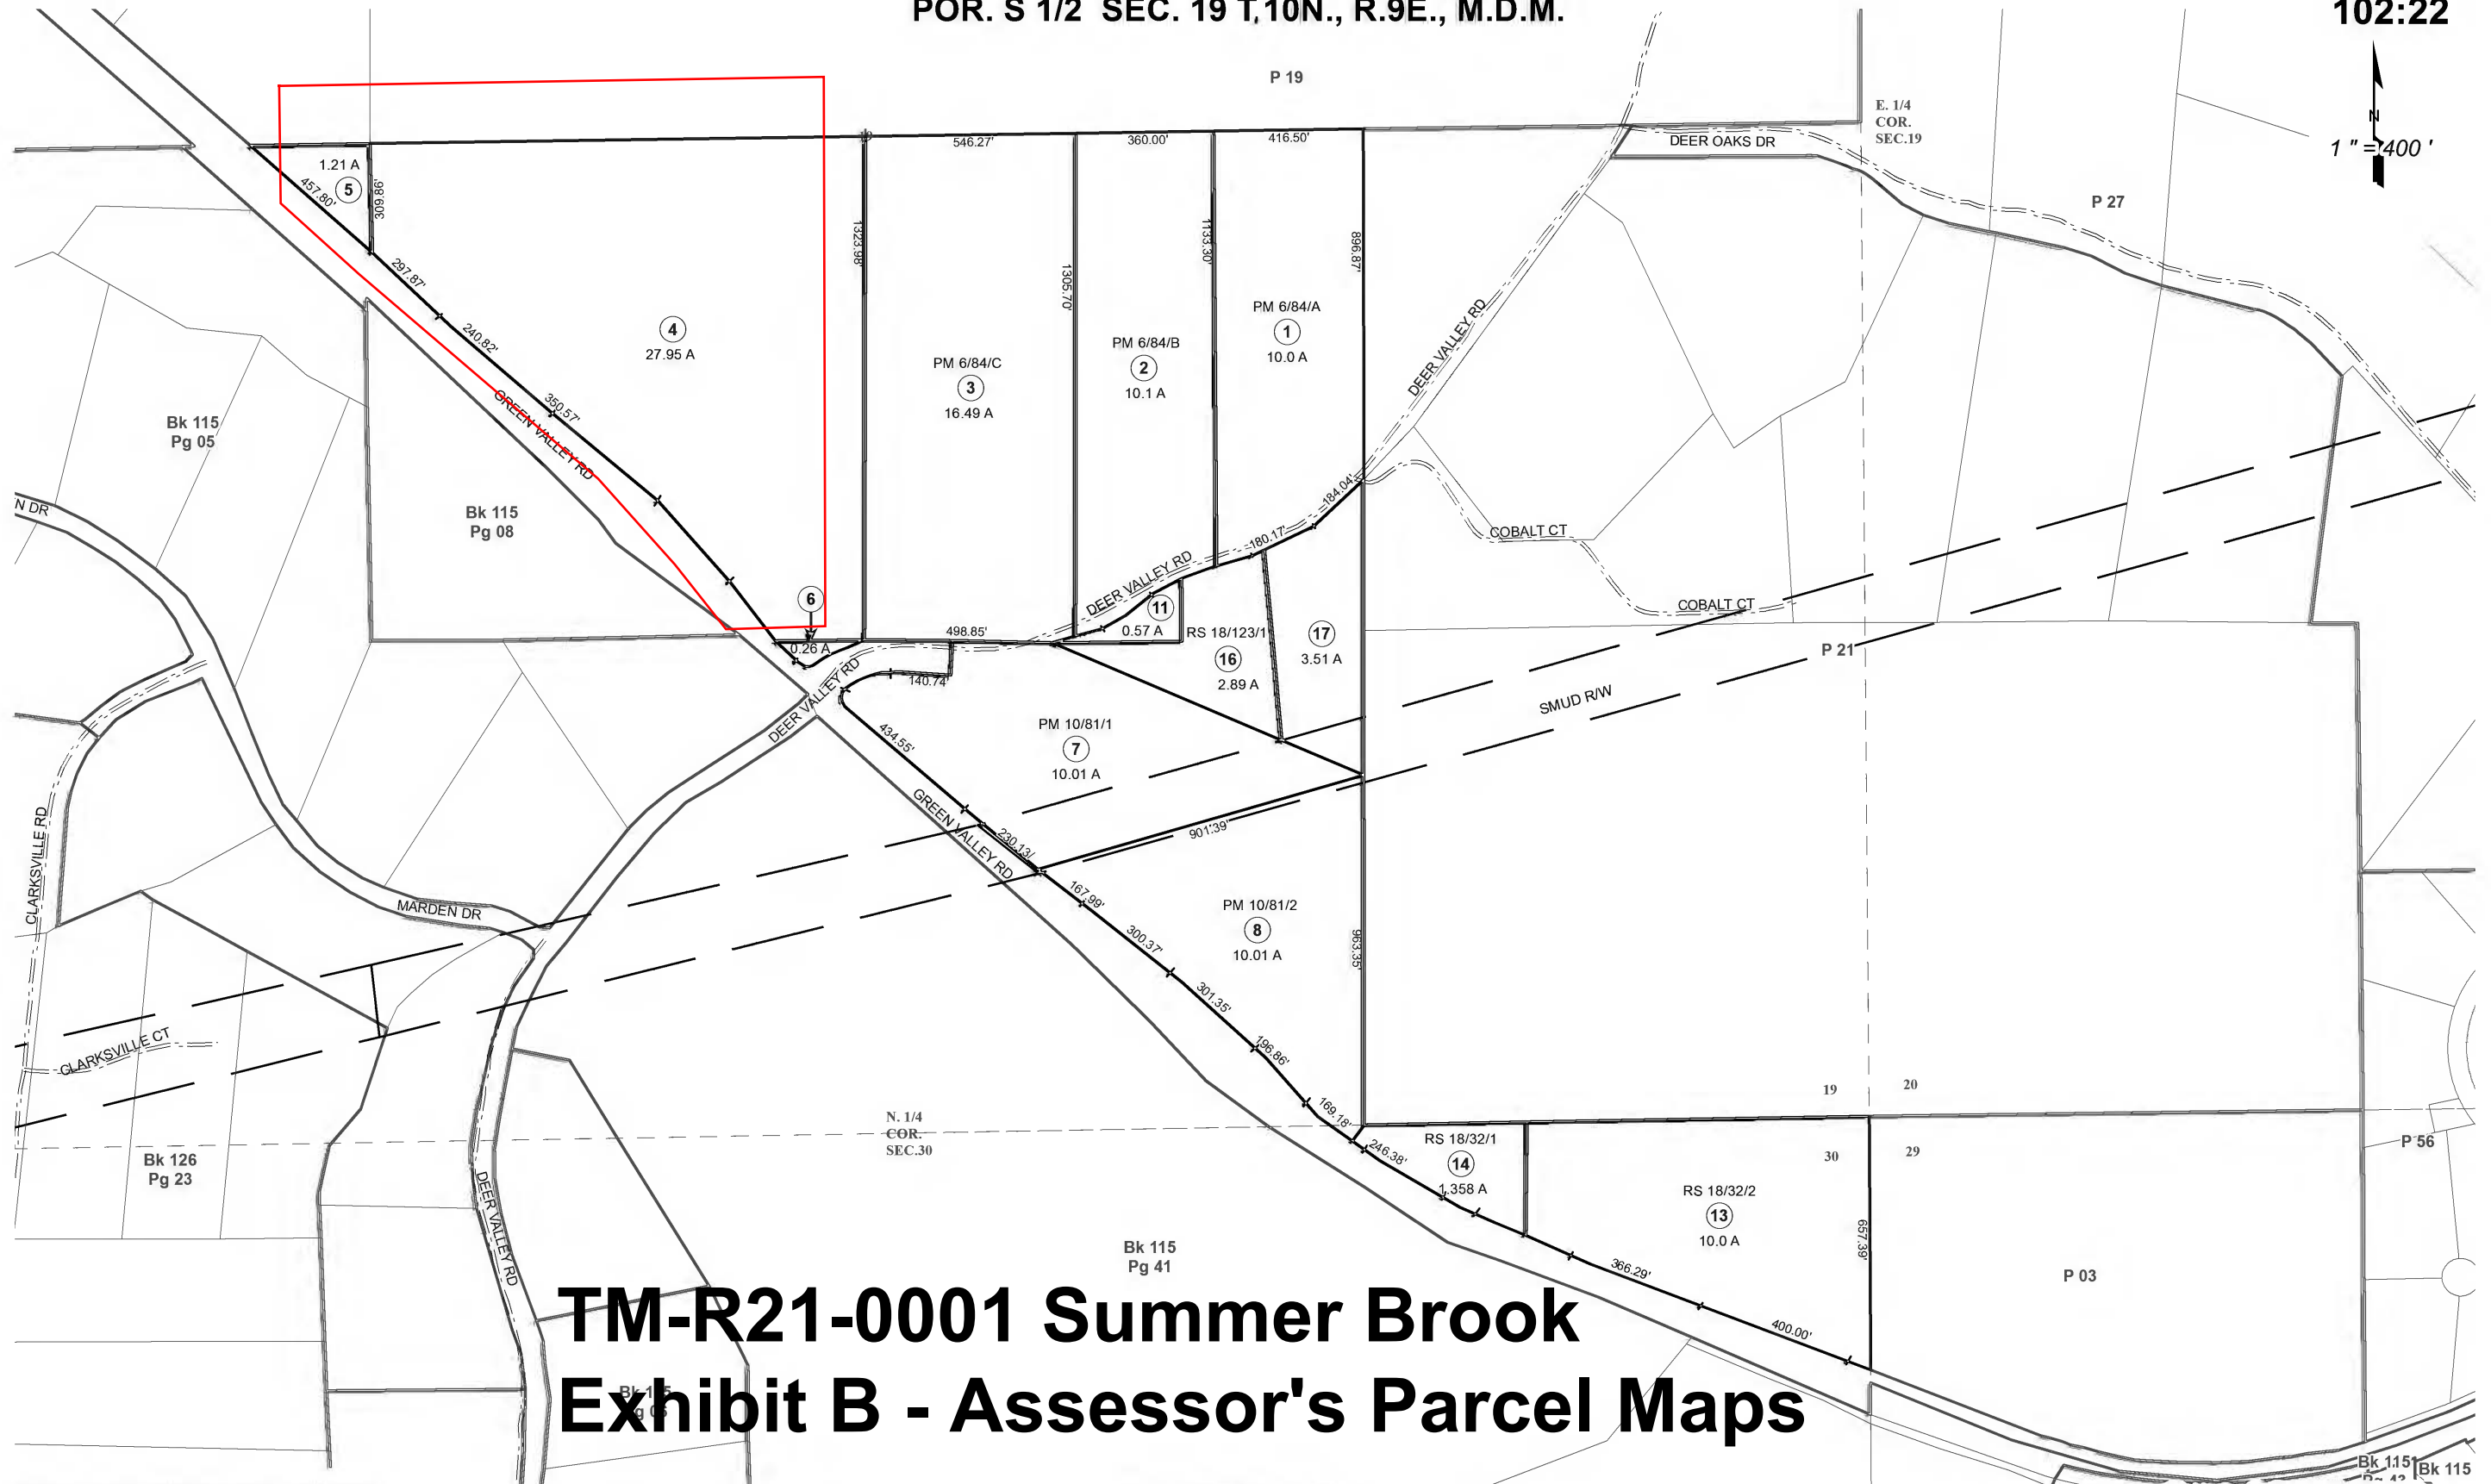 POR. S 1/2 SEC. 19 T.10N., R.9E., M.D.M.
102:22
P 19
E. 1/4
COR.
SEC.19
N
1 " = 400 '
DEER OAKS DR
P 27
546.27'
360.00'
416.50'
1.21 A
5
457.80'
309.86'
297.87'
240.82'
350.57'
GREEN VALLEY RD
4
27.95 A
1323.98'
PM 6/84/C
3
16.49 A
1305.70'
PM 6/84/B
2
10.1 A
1133.30'
PM 6/84/A
1
10.0 A
896.87'
DEER VALLEY RD
Bk 115
Pg 05
Bk 115
Pg 08
N DR
184.04'
180.17'
COBALT CT
COBALT CT
DEER VALLEY RD
6
0.26 A
498.85'
11
0.57 A
RS 18/123/1
16
2.89 A
17
3.51 A
P 21
SMUD R/W
140.74'
DEER VALLEY RD
434.55'
PM 10/81/1
7
10.01 A
GREEN VALLEY RD
230.13'
901.39'
167.99'
CLARKSVILLE RD
MARDEN DR
PM 10/81/2
8
10.01 A
963.35'
300.37'
301.35'
196.86'
169.18'
CLARKSVILLE CT
19
20
N. 1/4
COR.
SEC.30
Bk 126
Pg 23
DEER VALLEY RD
246.38'
RS 18/32/1
14
1.358 A
30
29
P 56
RS 18/32/2
13
10.0 A
657.39'
Bk 115
Pg 41
366.29'
P 03
400.00'
TM-R21-0001 Summer Brook
Exhibit B - Assessor's Parcel Maps
Bk 115
Bk 115